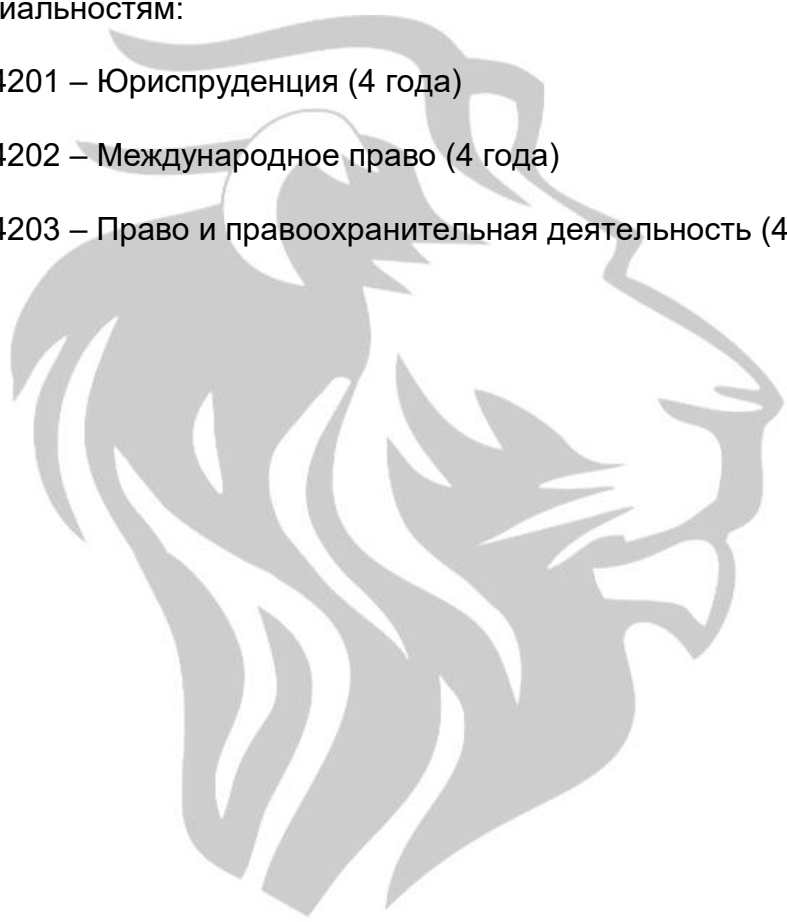 иальностям:
4201 – Юриспруденция (4 года)
4202 – Международное право (4 года)
4203 – Право и правоохранительная деятельность (4